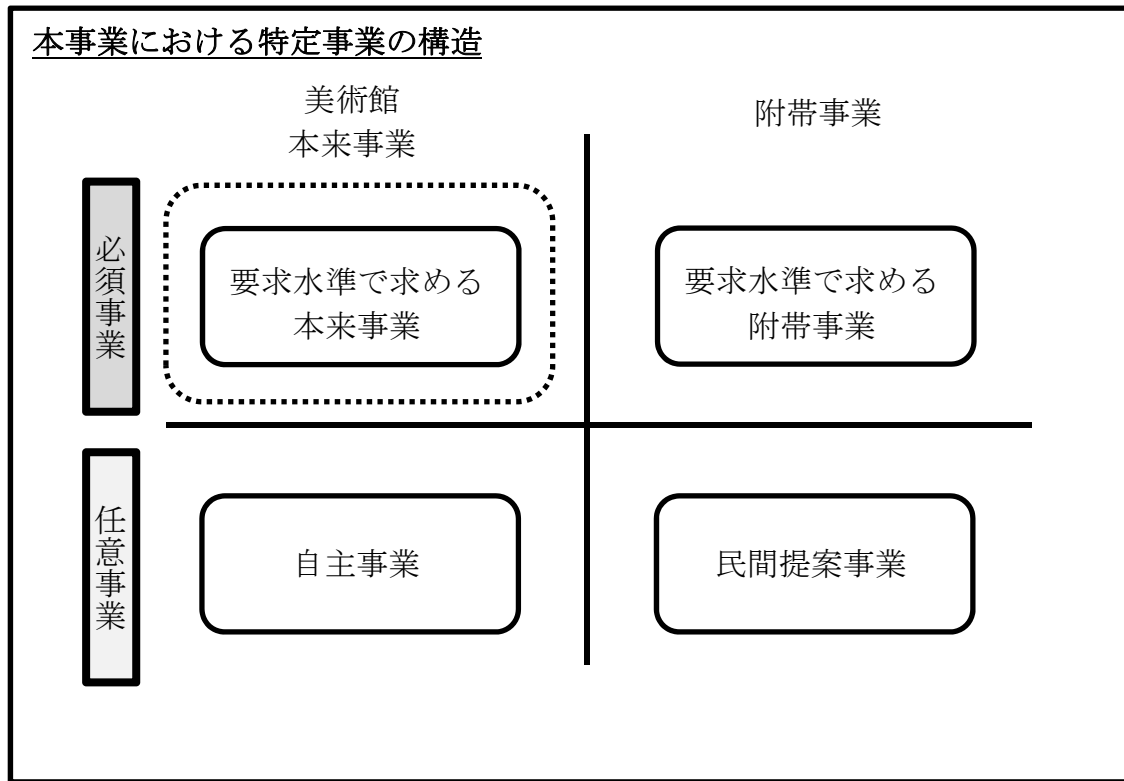 本事業における特定事業の構造
美術館
本来事業
附帯事業
必須事業
要求水準で求める
本来事業
要求水準で求める
附帯事業
任意事業
自主事業
民間提案事業